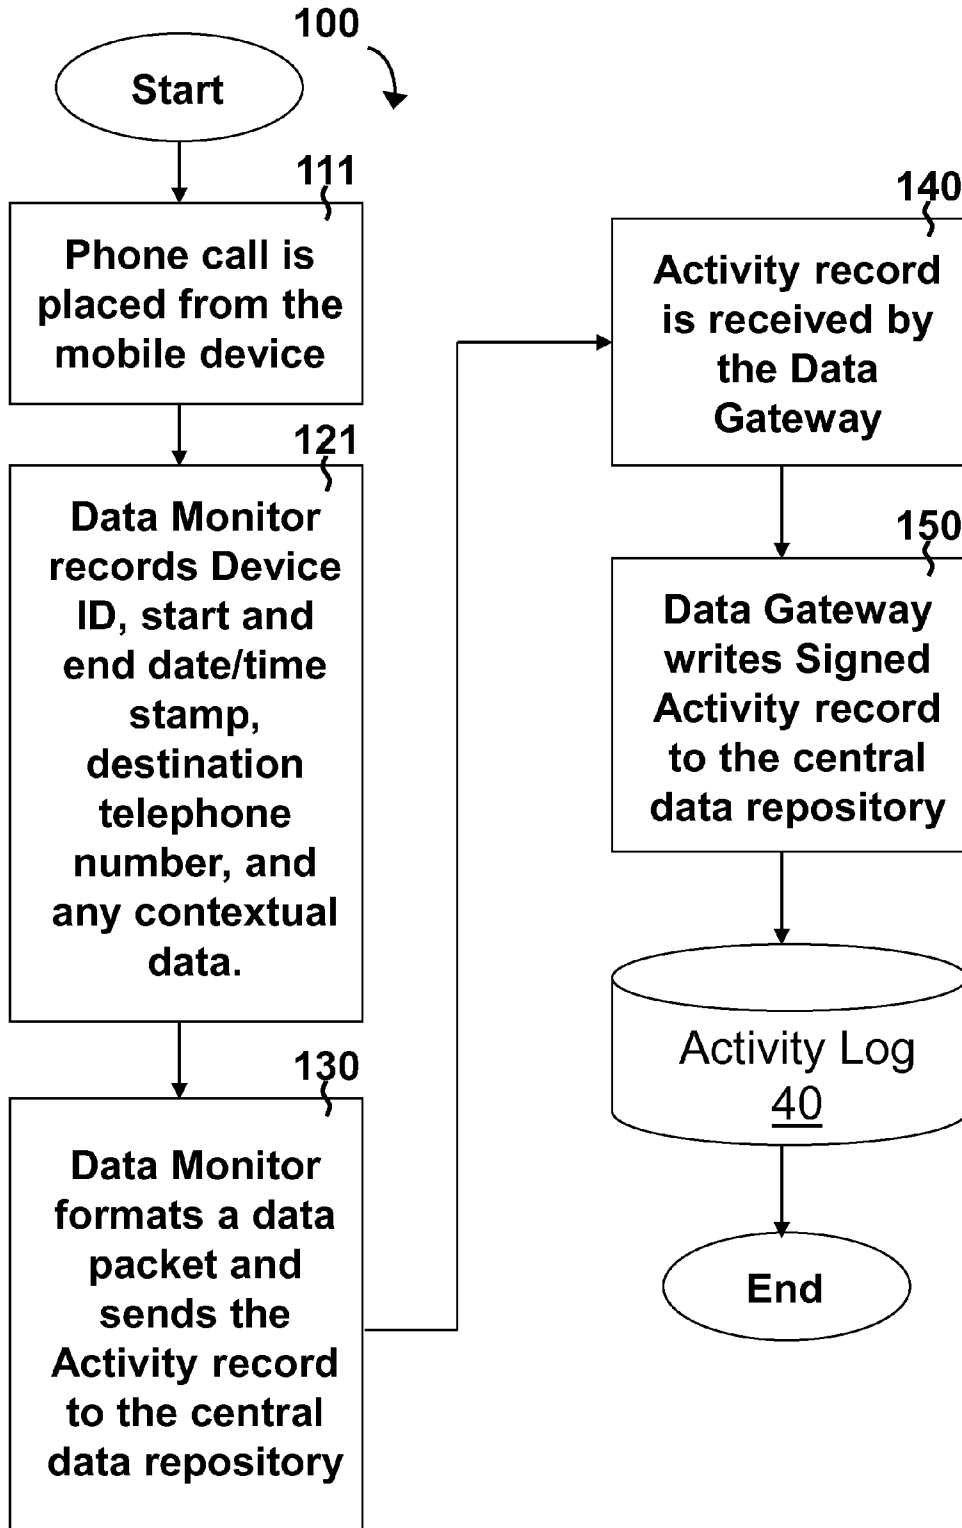 100
Start
111
Phone call is
placed from the
mobile device
121
Data Monitor
records Device
ID, start and
end date/time
stamp,
destination
telephone
number, and
any contextual
data.
130
Data Monitor
formats a data
packet and
sends the
Activity record
to the central
data repository
140
Activity record
is received by
the Data
Gateway
150
Data Gateway
writes Signed
Activity record
to the central
data repository
Activity Log
40
End